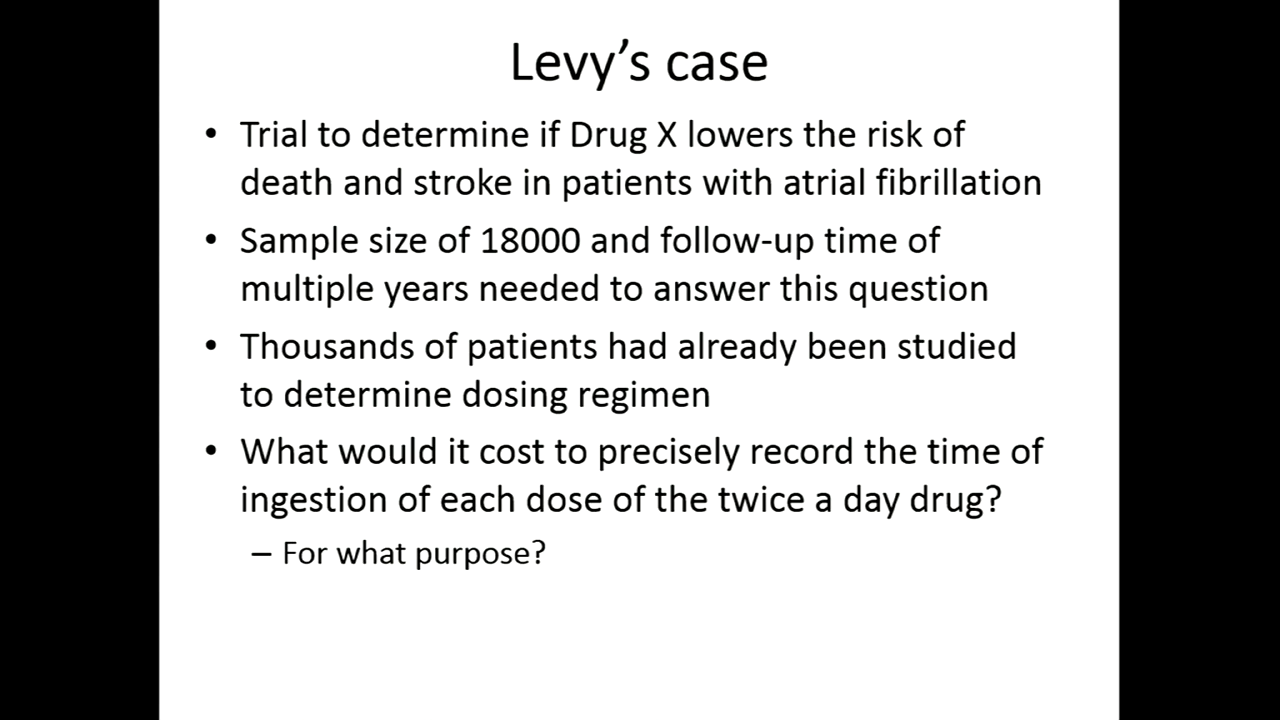 Levy’s case
• Trial to determine if Drug X lowers the risk of
death and stroke in patients with atrial fibrillation
• Sample size of 18000 and follow-up time of
multiple years needed to answer this question
• Thousands of patients had already been studied
to determine dosing regimen
• What would it cost to precisely record the time of
ingestion of each dose of the twice a day drug?
– For what purpose?